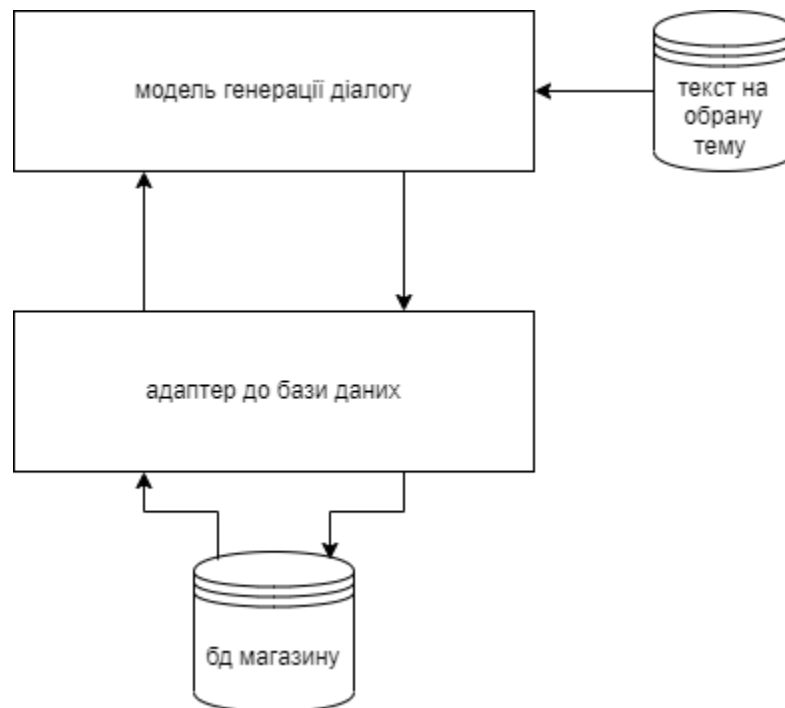 модель генерації діалогу
текст на
обрану
тему
адаптер до бази даних
бд магазину